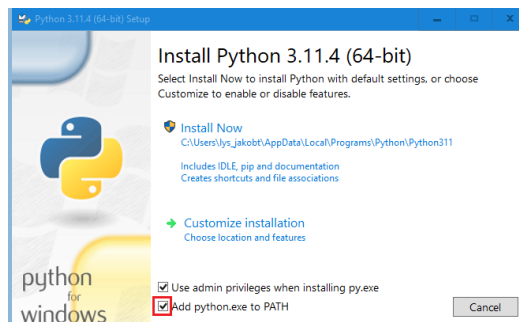 Python 3.11.4 (64-bit) Setup
Install Python 3.11.4 (64-bit)
Select Install Now to install Python with default settings, or choose
Customize to enable or disable features.
Install Now
C:\Users\lys_jakobt\AppData\Local\Programs\Python\Python311
Includes IDLE, pip and documentation
Creates shortcuts and file associations
Customize installation
Choose location and features
python
for
windows
Use admin privileges when installing py.exe
Add python.exe to PATH
Cancel